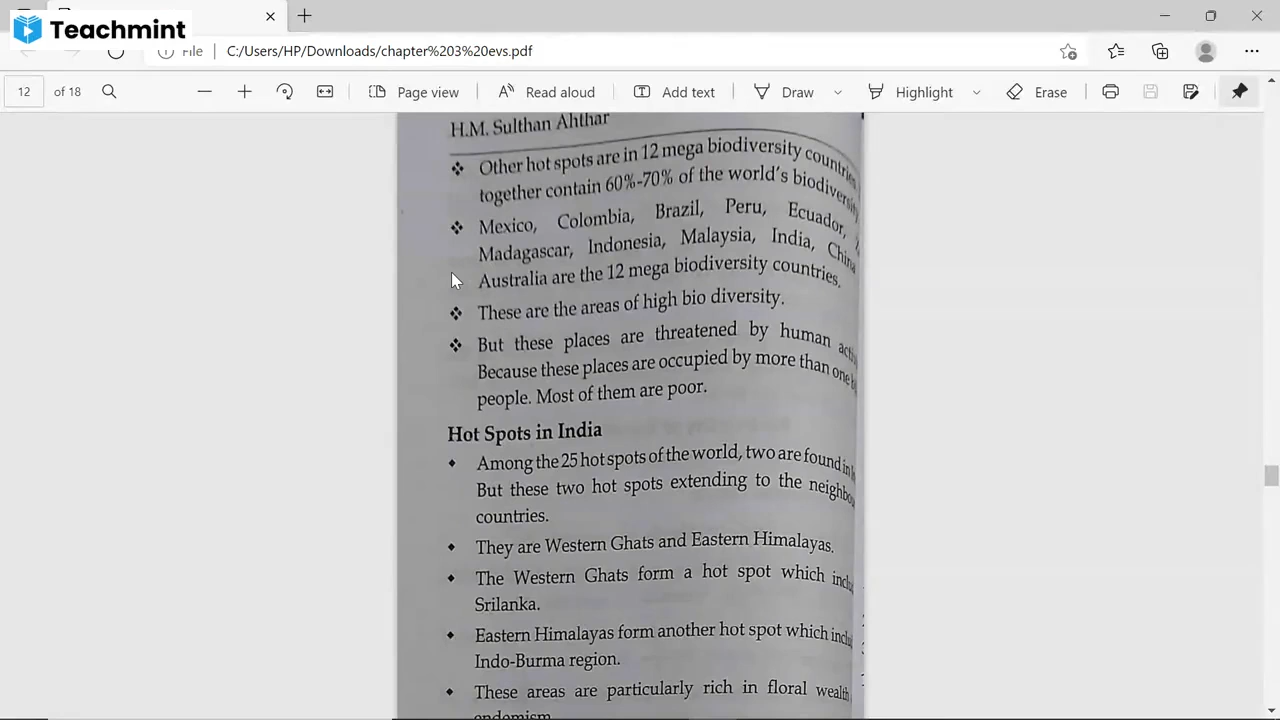 Teachmint
File
C:/Users/HP/Downloads/chapter%203%20evs.pdf
12 of 18
Page view
Read aloud
Add text
Draw
Highlight
Erase
H.M. Sulthan Ahthar
❖ Other hot spots are in 12 mega biodiversity
together contain 60%-70% of the world's
❖ Mexico, Colombia, Brazil, Peru, Ecuador,
Madagascar, Indonesia, Malaysia, India, China
Australia are the 12 mega biodiversity countries.
❖ These are the areas of high bio diversity.
❖ But these places are threatened by human
Because these places are occupied by more than one
people. Most of them are poor.
Hot Spots in India
♦ Among the 25 hot spots of the world, two are found in
But these two hot spots extending to the
countries.
♦ They are Western Ghats and Eastern Himalayas.
♦ The Western Ghats form a hot spot which
Srilanka.
♦ Eastern Himalayas form another hot spot which
Indo-Burma region.
♦ These areas are particularly rich in floral wealth
endemism